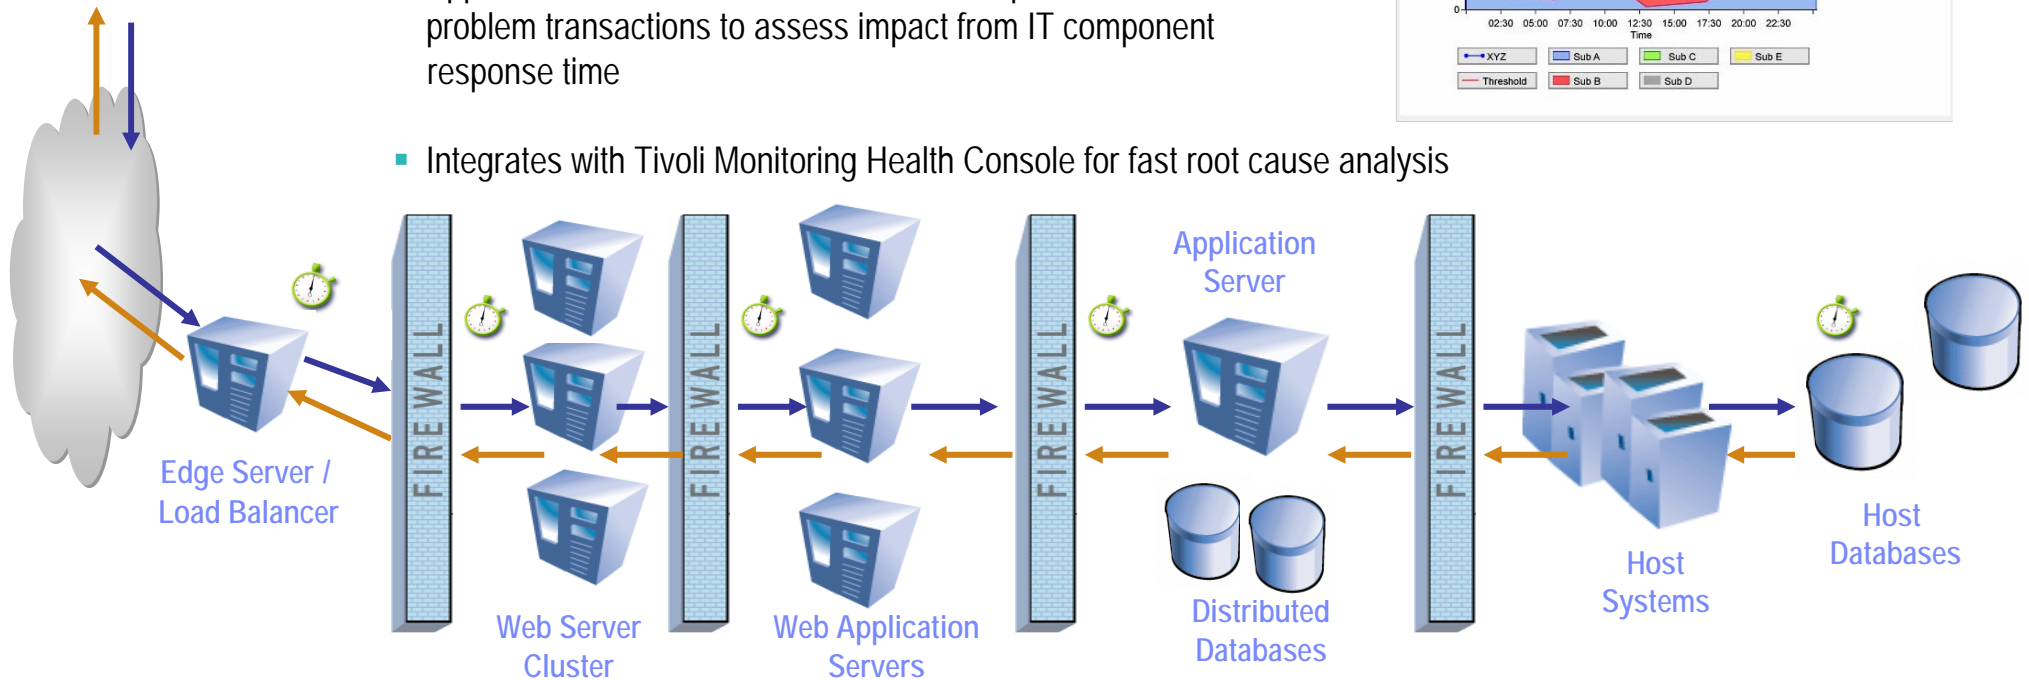 problem transactions to assess impact from IT component
response time
Integrates with Tivoli Monitoring Health Console for fast root cause analysis
0
02:30 05:00 07:30 10:00 12:30 15:00 17:30 20:00 22:30
Time
XYZ Sub A Sub C Sub E
Threshold Sub B Sub D
FIREWALL
FIREWALL
FIREWALL
FIREWALL
Application
Server
Edge Server /
Load Balancer
Web Server
Cluster
Web Application
Servers
Distributed
Databases
Host
Systems
Host
Databases